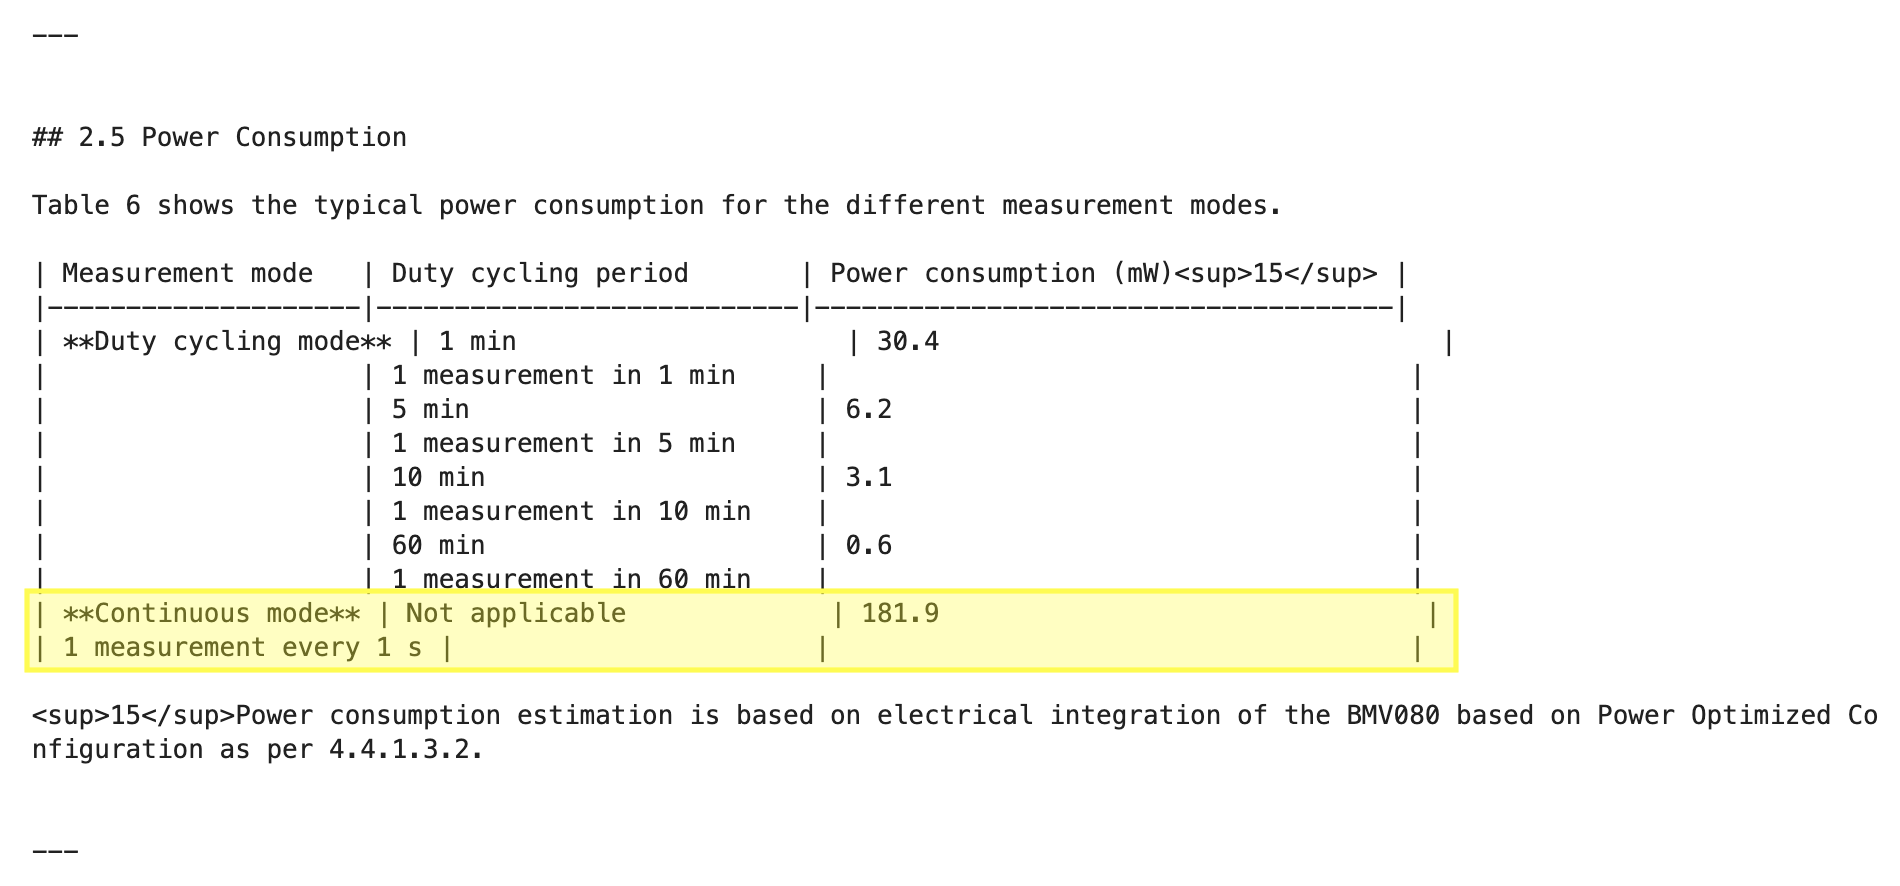 ---
## 2.5 Power Consumption
Table 6 shows the typical power consumption for the different measurement modes.
| Measurement mode   | Duty cycling period       | Power consumption (mW)<sup>15</sup> |
|--------------------|---------------------------|-------------------------------------|
| **Duty cycling mode** | 1 min                     | 30.4                                |
|                    | 1 measurement in 1 min     |                                     |
|                    | 5 min                      | 6.2                                 |
|                    | 1 measurement in 5 min     |                                     |
|                    | 10 min                     | 3.1                                 |
|                    | 1 measurement in 10 min    |                                     |
|                    | 60 min                     | 0.6                                 |
|                    | 1 measurement in 60 min    |                                     |
| **Continuous mode** | Not applicable             | 181.9                               |
| 1 measurement every 1 s |                       |                                     |
<sup>15</sup>Power consumption estimation is based on electrical integration of the BMV080 based on Power Optimized Co
nfiguration as per 4.4.1.3.2.
---